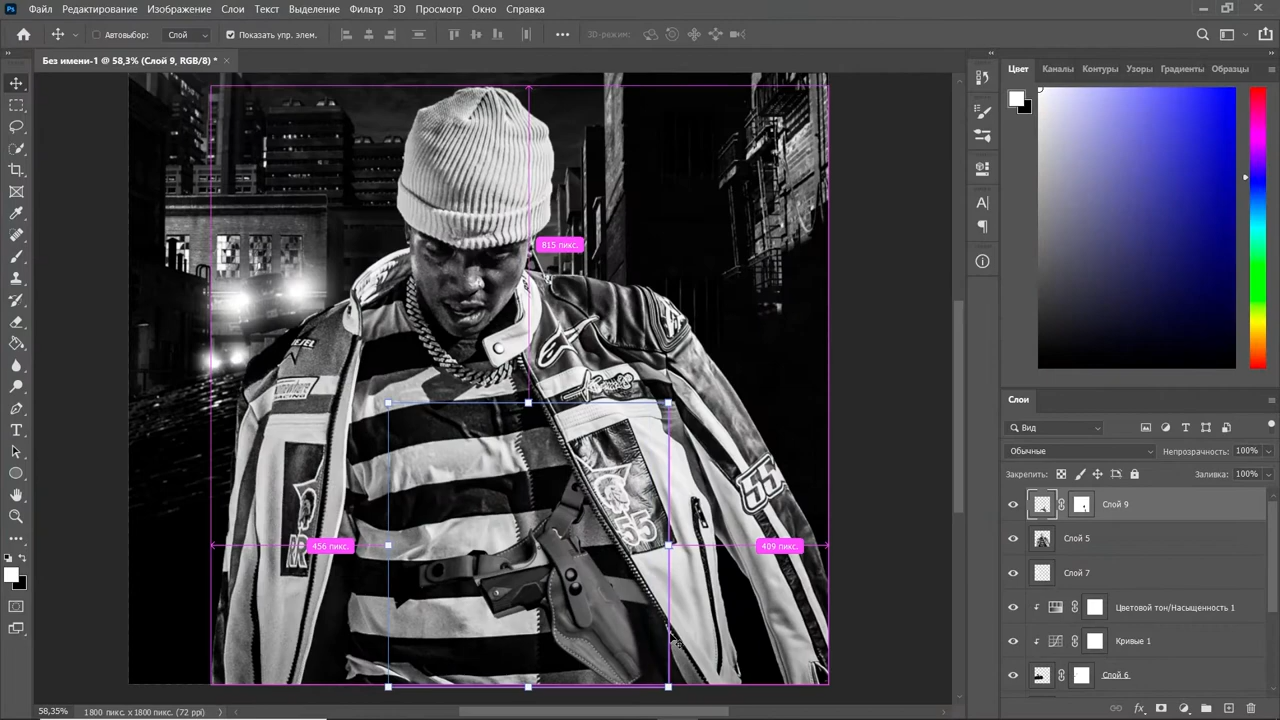 Файл Редактирование Изображение Слои Текст Выделение Фильтр 3D Просмотр Окно Справка
Автовыбор: Слой Показать упр. элем. 3D-режим:
Без имени-1 @ 58,3% (Слой 9, RGB/8) *
Цвет Каналы Контуры Узоры Градиенты Образцы
815 пикс.
DIESEL
55
55
456 пикс.
409 пикс.
Слои
Вид
Обычные Непрозрачность: 100%
Закрепить: Заливка: 100%
Слой 9
Слой 5
Слой 7
Цветовой тон/Насыщенность 1
Кривые 1
Слой 6
58,35% 1800 пикс. x 1800 пикс. (72 ppi)